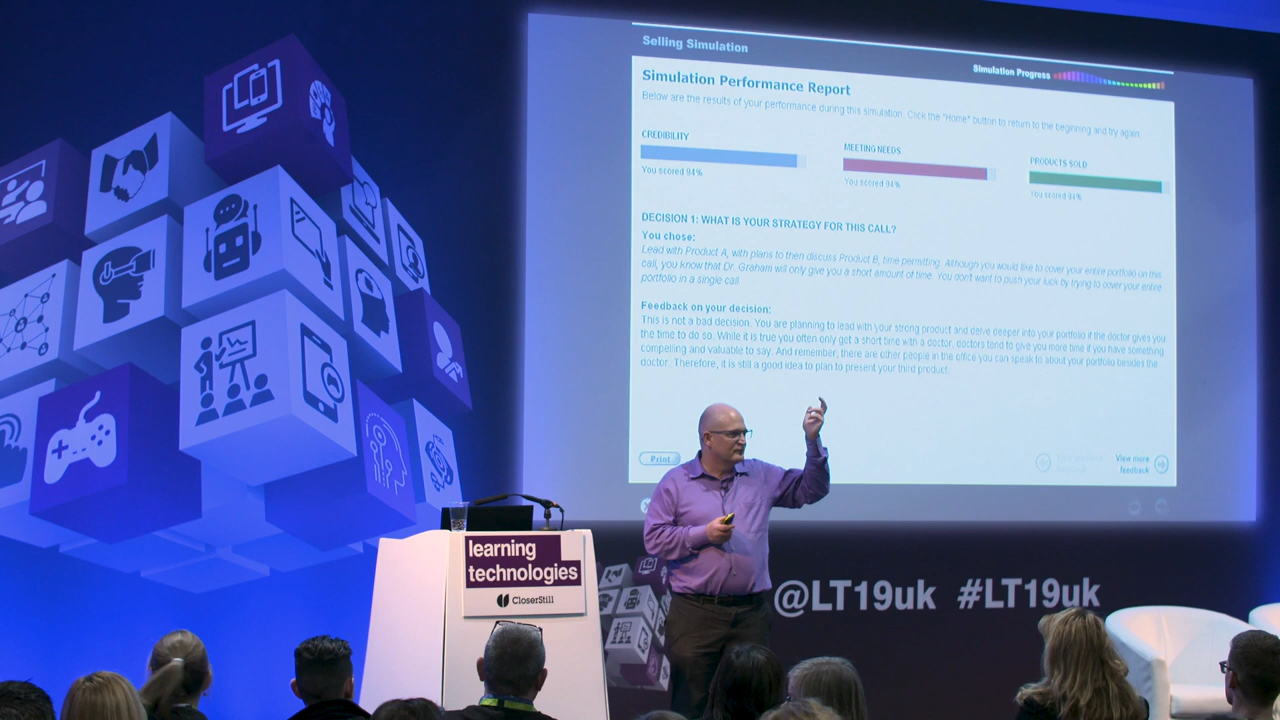 Selling Simulation
Simulation Progress
Simulation Performance Report
Below are the results of your performance during this simulation. Click the "Home" button to return to the beginning and try again.
CREDIBILITY
You scored 94%
MEETING NEEDS
You scored 94%
PRODUCTS SOLD
You scored 94%
DECISION 1: WHAT IS YOUR STRATEGY FOR THIS CALL?
You chose:
Lead with Product A, with plans to then discuss Product B, time permitting. Although you would like to cover your entire portfolio on this
call, you know that Dr. Graham will only give you a short amount of time. You don't want to push your luck by trying to cover your entire
portfolio in a single call.
Feedback on your decision:
This is not a bad decision. You are planning to lead with your strong product and delve deeper into your portfolio if the doctor gives you
the time to do so. While it is true you often only get a short time with a doctor, doctors tend to give you more time if you have something
compelling and valuable to say. And remember, there are other people in the office you can speak to about your portfolio besides the
doctor. Therefore, it is still a good idea to plan to present your third product.
Print
View more
feedback
learning
technologies
CloserStill
@LT19uk #LT19uk